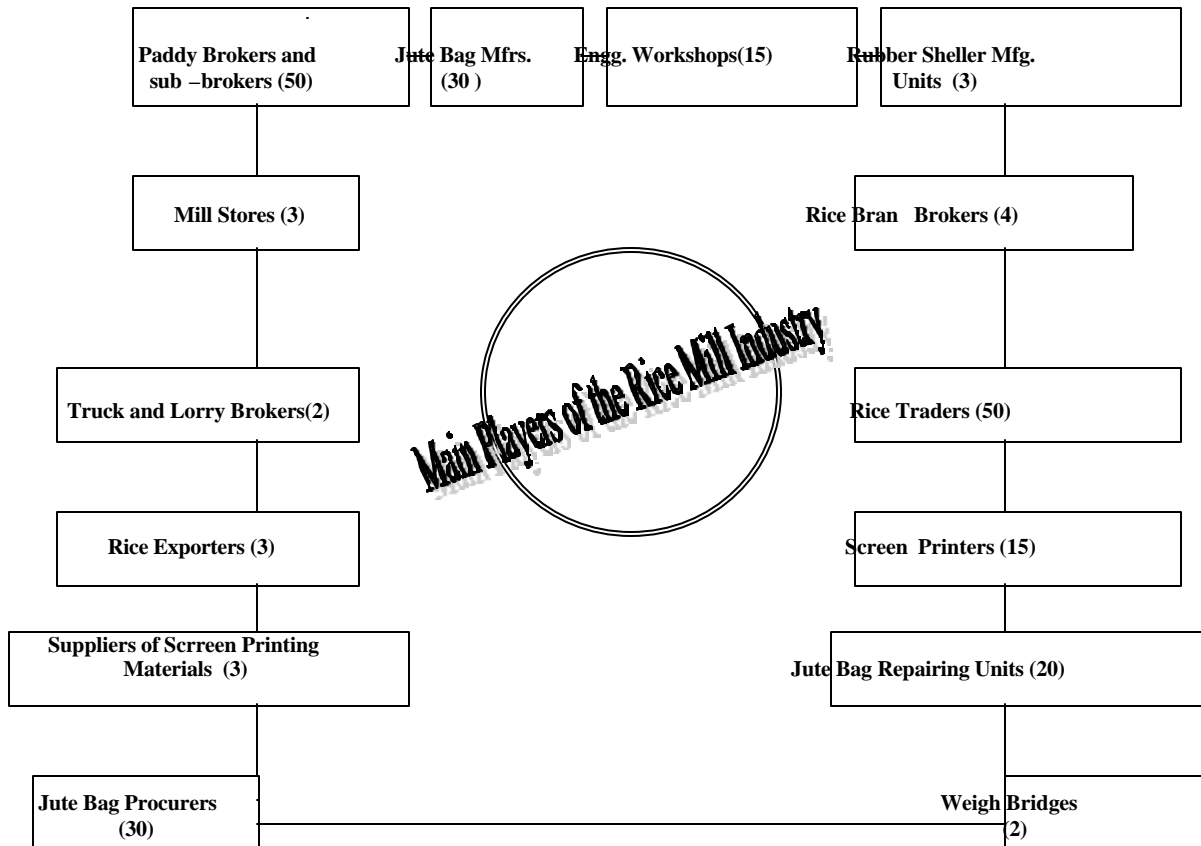 Paddy Brokers and
sub –brokers (50)
Jute Bag Mfrs.
(30 )
Engg. Workshops(15)
Rubber Sheller Mfg.
Units (3)
Mill Stores (3)
Rice Bran Brokers (4)
Main Players of the Rice Mill Industry
Truck and Lorry Brokers(2)
Rice Traders (50)
Rice Exporters (3)
Screen Printers (15)
Suppliers of Scrreen Printing
Materials (3)
Jute Bag Repairing Units (20)
Jute Bag Procurers
(30)
Weigh Bridges
(2)